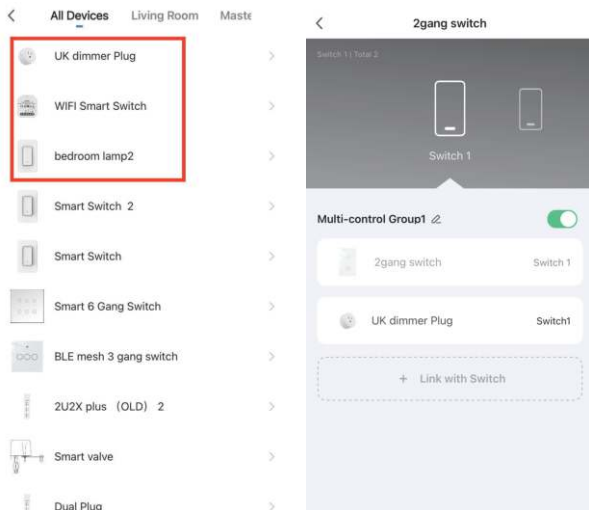 All Devices Living Room Maste
UK dimmer Plug
WIFI Smart Switch
bedroom lamp2
Smart Switch 2
Smart Switch
Smart 6 Gang Switch
BLE mesh 3 gang switch
2U2X plus (OLD) 2
Smart valve
Dual Plug
2gang switch
Switch 1 | Total 2
Switch 1
Multi-control Group1
2gang switch Switch 1
UK dimmer Plug Switch1
+ Link with Switch